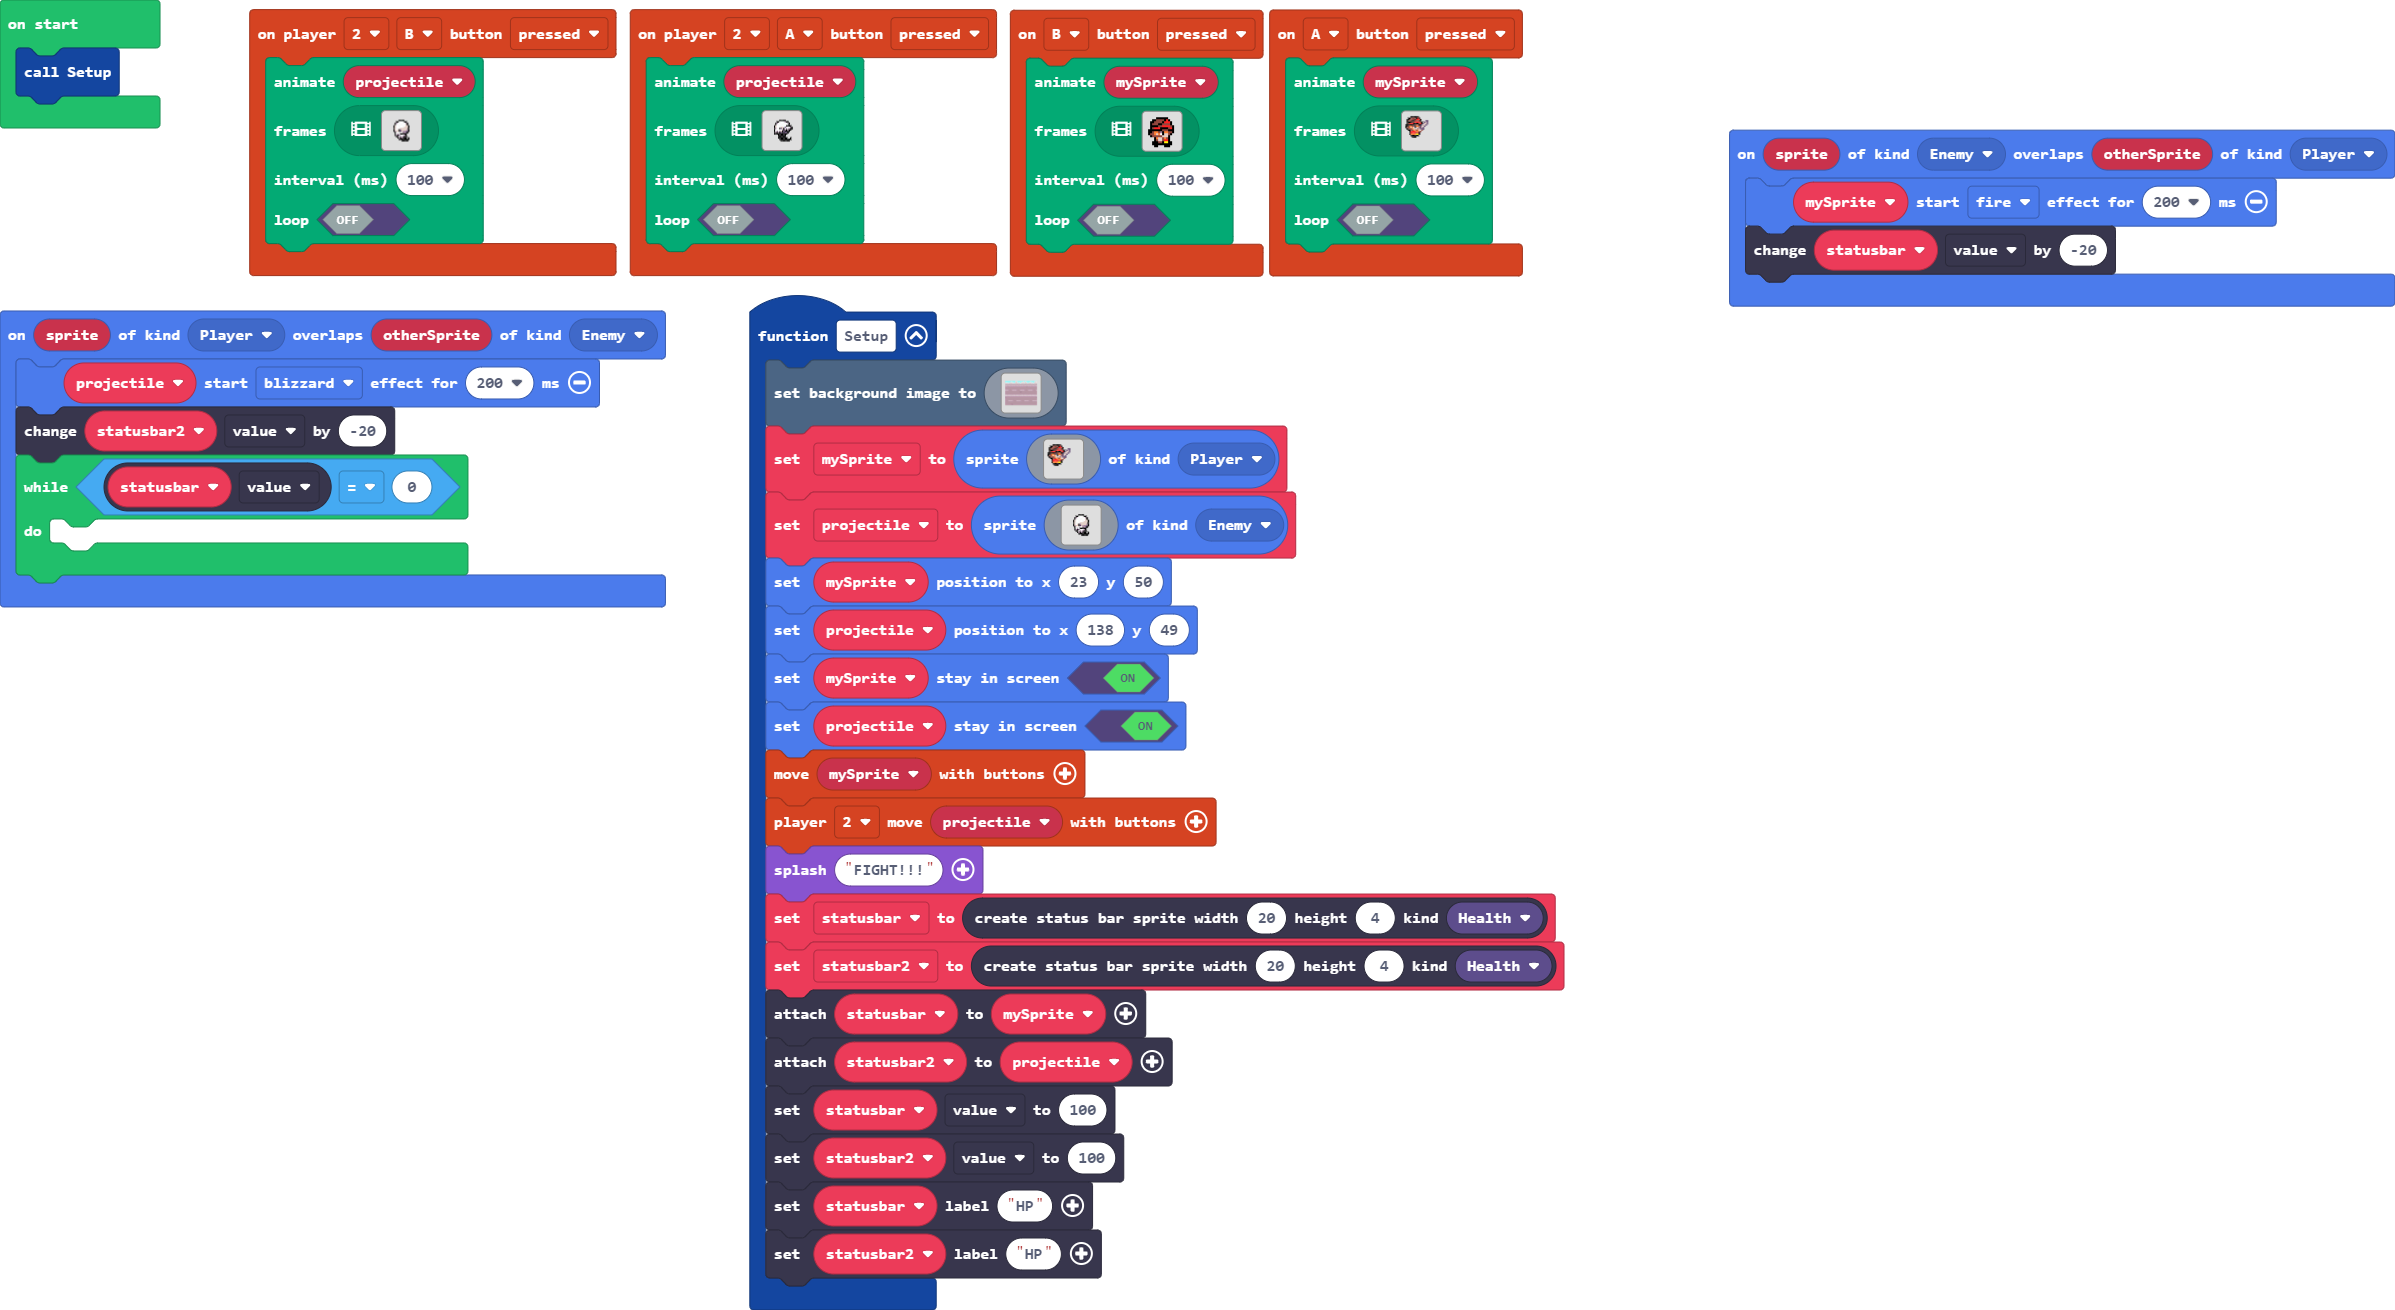 on start
call Setup
on player 2 B button pressed
animate projectile
frames
interval (ms) 100
loop OFF
on player 2 A button pressed
animate projectile
frames
interval (ms) 100
loop OFF
on B button pressed
animate mySprite
frames
interval (ms) 100
loop OFF
on A button pressed
animate mySprite
frames
interval (ms) 100
loop OFF
on sprite of kind Enemy overlaps otherSprite of kind Player
mySprite start fire effect for 200 ms
change statusbar value by -20
on sprite of kind Player overlaps otherSprite of kind Enemy
projectile start blizzard effect for 200 ms
change statusbar2 value by -20
while statusbar value = 0
do
function Setup
set background image to
set mySprite to sprite of kind Player
set projectile to sprite of kind Enemy
set mySprite position to x 23 y 50
set projectile position to x 138 y 49
set mySprite stay in screen ON
set projectile stay in screen ON
move mySprite with buttons
player 2 move projectile with buttons
splash "FIGHT!!!"
set statusbar to create status bar sprite width 20 height 4 kind Health
set statusbar2 to create status bar sprite width 20 height 4 kind Health
attach statusbar to mySprite
attach statusbar2 to projectile
set statusbar value to 100
set statusbar2 value to 100
set statusbar label "HP"
set statusbar2 label "HP"